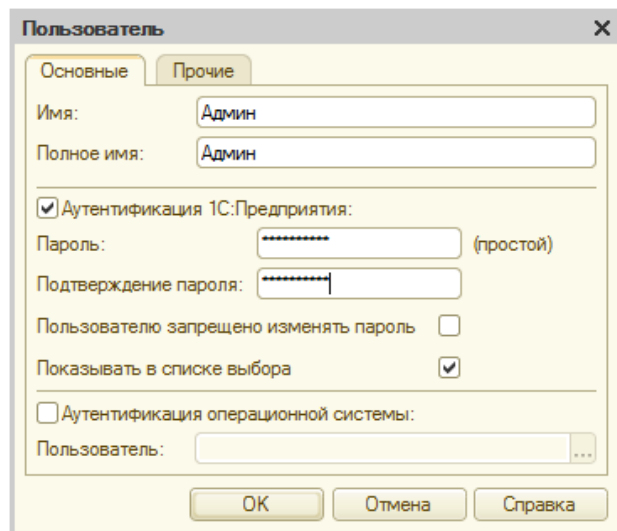 Пользователь
Основные Прочие
Имя: Админ
Полное имя: Админ
Аутентификация 1С:Предприятия:
Пароль: ********** (простой)
Подтверждение пароля: **********
Пользователю запрещено изменять пароль
Показывать в списке выбора
Аутентификация операционной системы:
Пользователь: ...
OK Отмена Справка